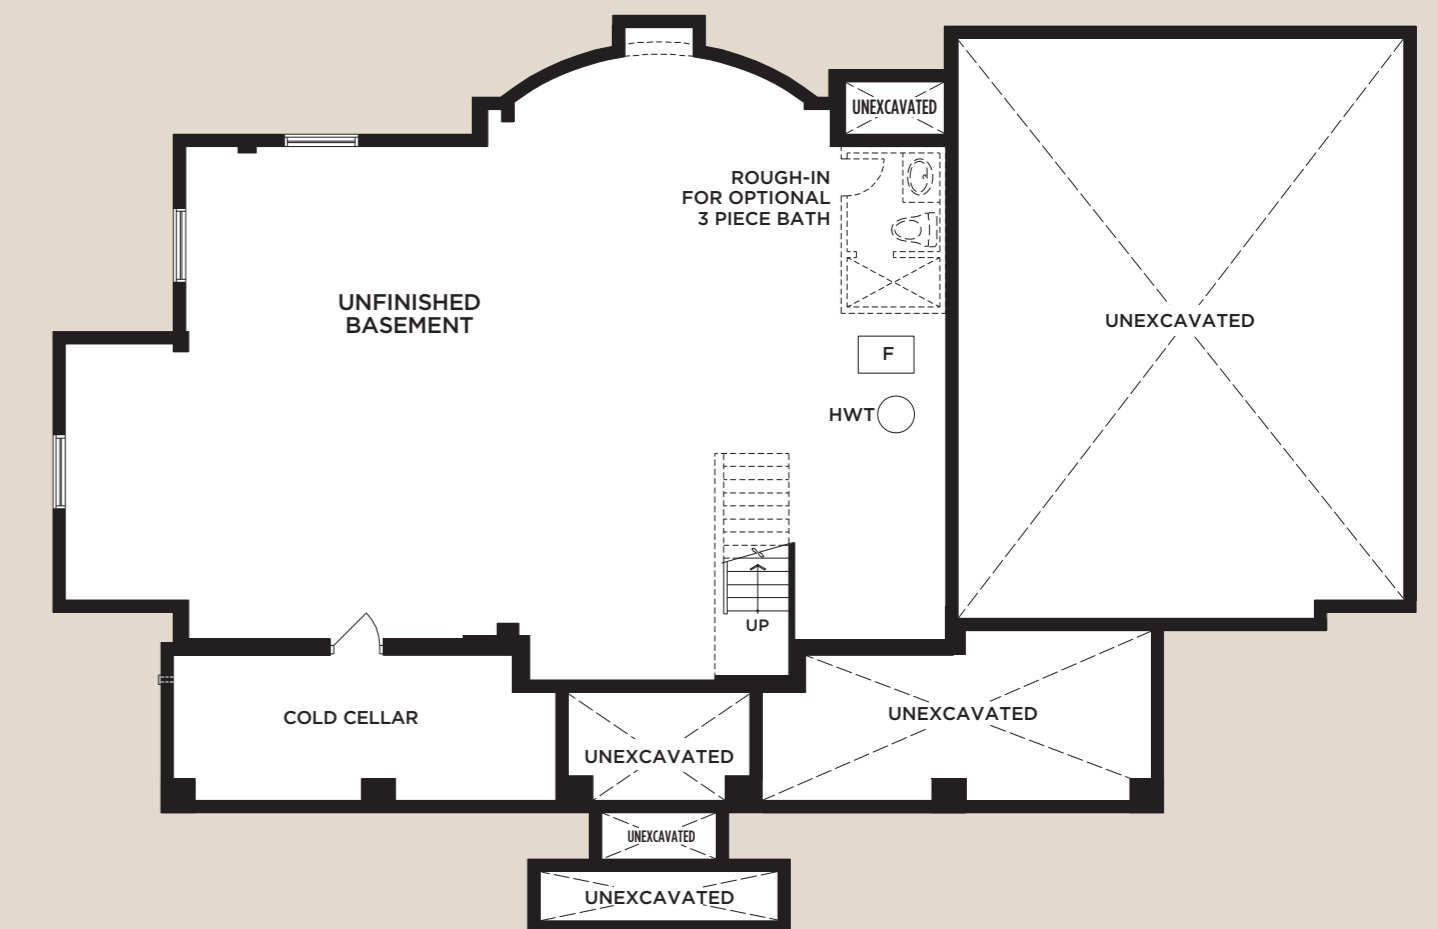 UNEXCAVATED
ROUGH-IN
FOR OPTIONAL
3 PIECE BATH
UNFINISHED
BASEMENT
UNEXCAVATED
F
HWT
UP
COLD CELLAR
UNEXCAVATED
UNEXCAVATED
UNEXCAVATED
UNEXCAVATED